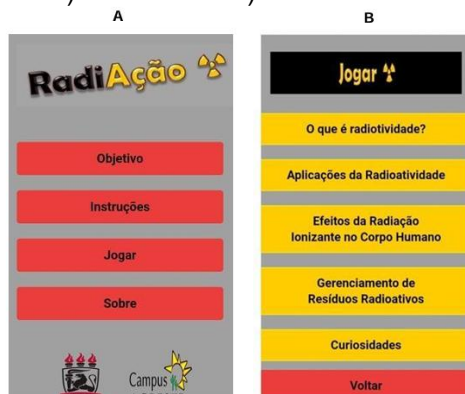 A
RadiAção
Objetivo
Instruções
Jogar
Sobre
Campus
B
Jogar
O que é radiotividade?
Aplicações da Radioatividade
Efeitos da Radiação
Ionizante no Corpo Humano
Gerenciamento de
Resíduos Radioativos
Curiosidades
Voltar